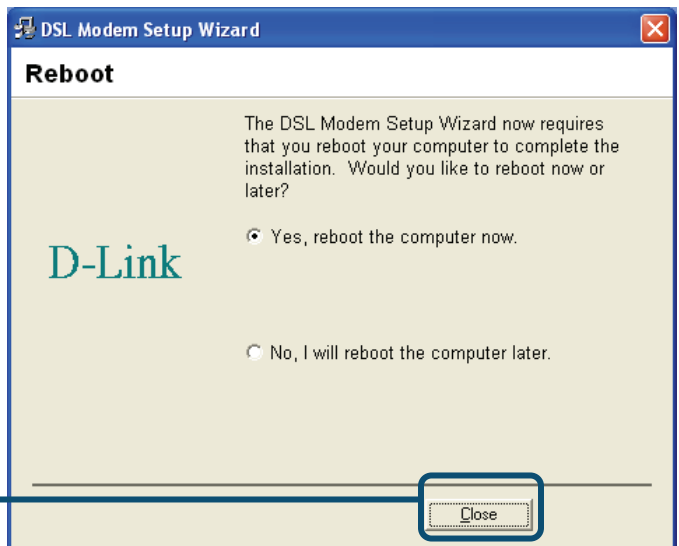 DSL Modem Setup Wizard
Reboot
The DSL Modem Setup Wizard now requires
that you reboot your computer to complete the
installation. Would you like to reboot now or
later?
Yes, reboot the computer now.
D-Link
No, I will reboot the computer later.
Close